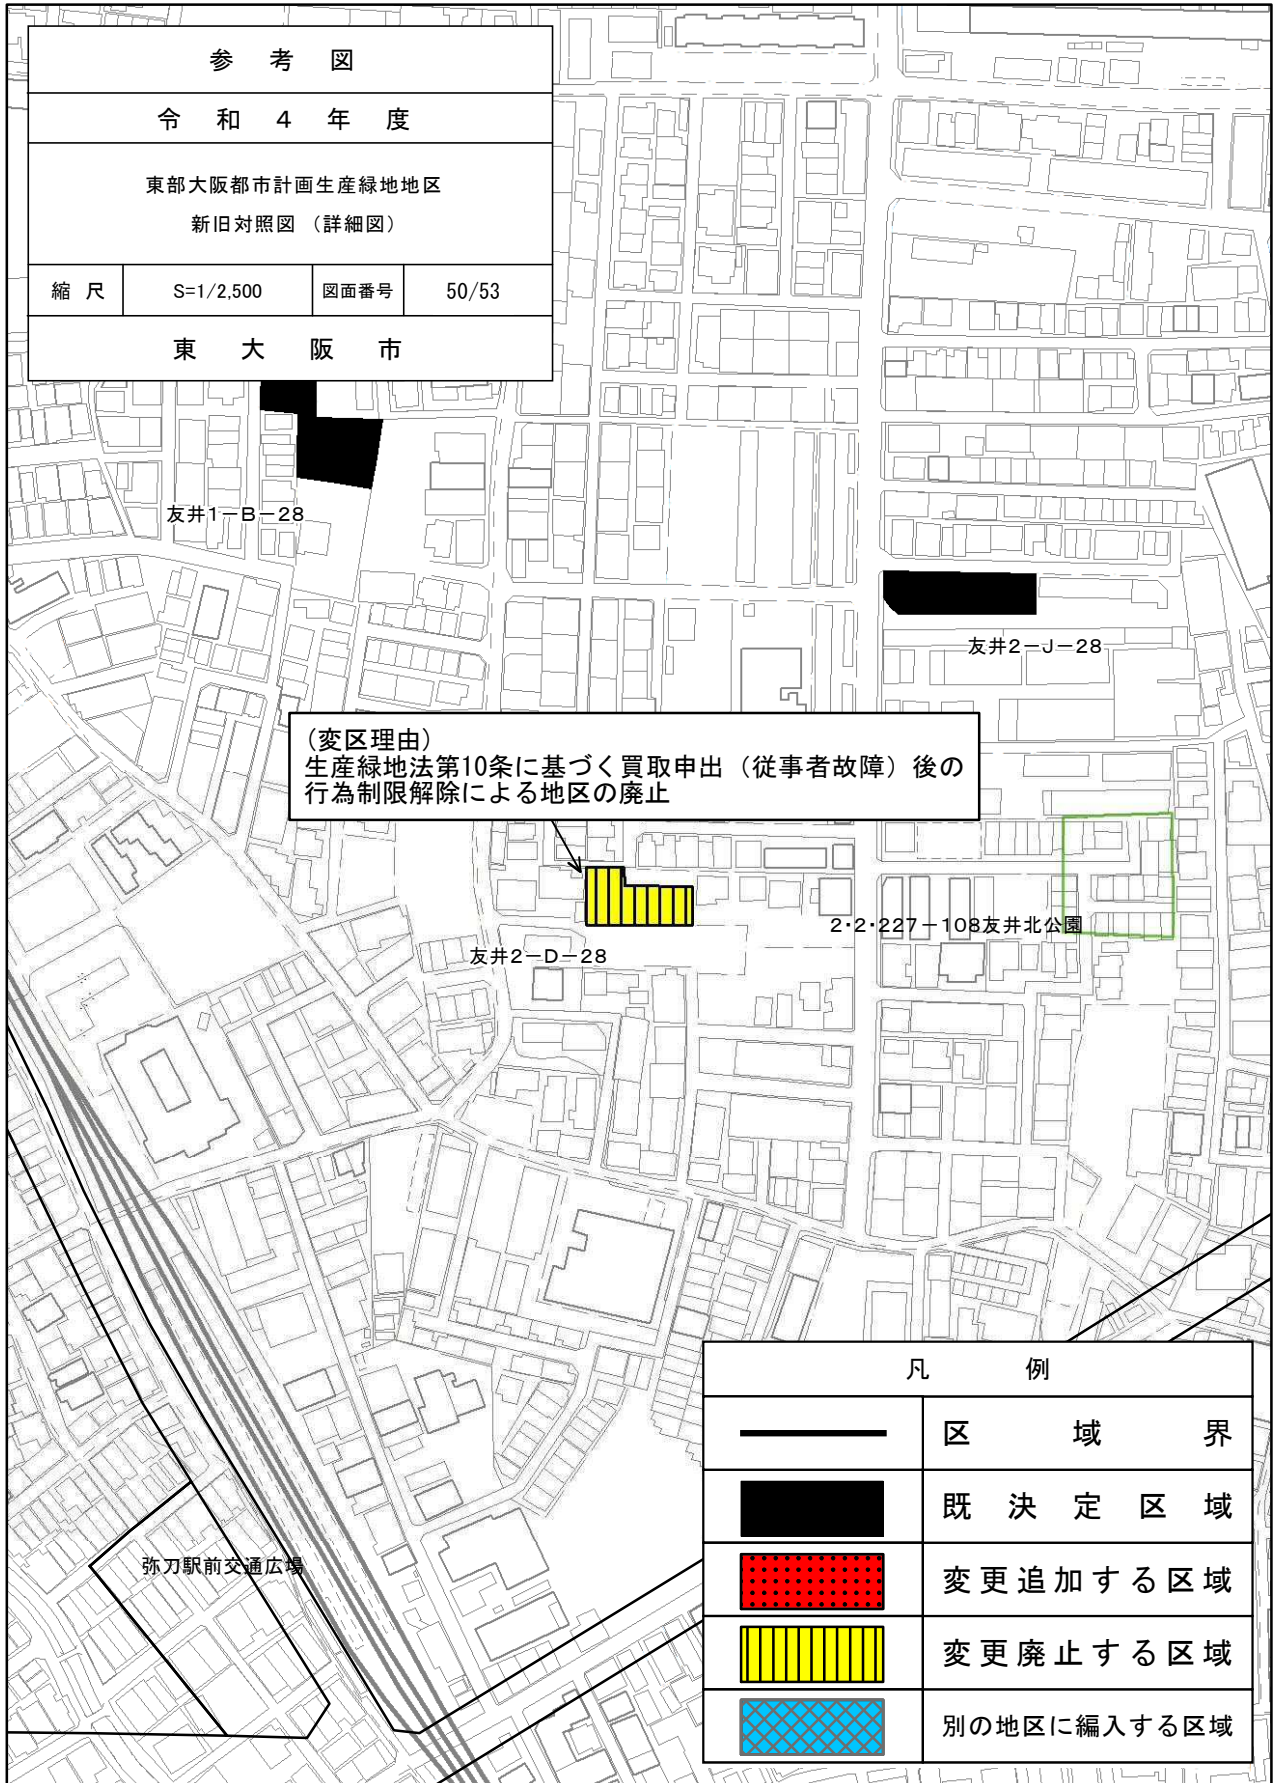 参考図
令和４年度
東部大阪都市計画生産緑地地区
新旧対照図（詳細図）
縮尺 S=1/2,500 図面番号 50/53
東大阪市
友井1－B－28
友井2－J－28
(変区理由)
生産緑地法第10条に基づく買取申出（従事者故障）後の
行為制限解除による地区の廃止
2・2・227－108友井北公園
友井2－D－28
弥刀駅前交通広場
凡例
区域界
既決定区域
変更追加する区域
変更廃止する区域
別の地区に編入する区域